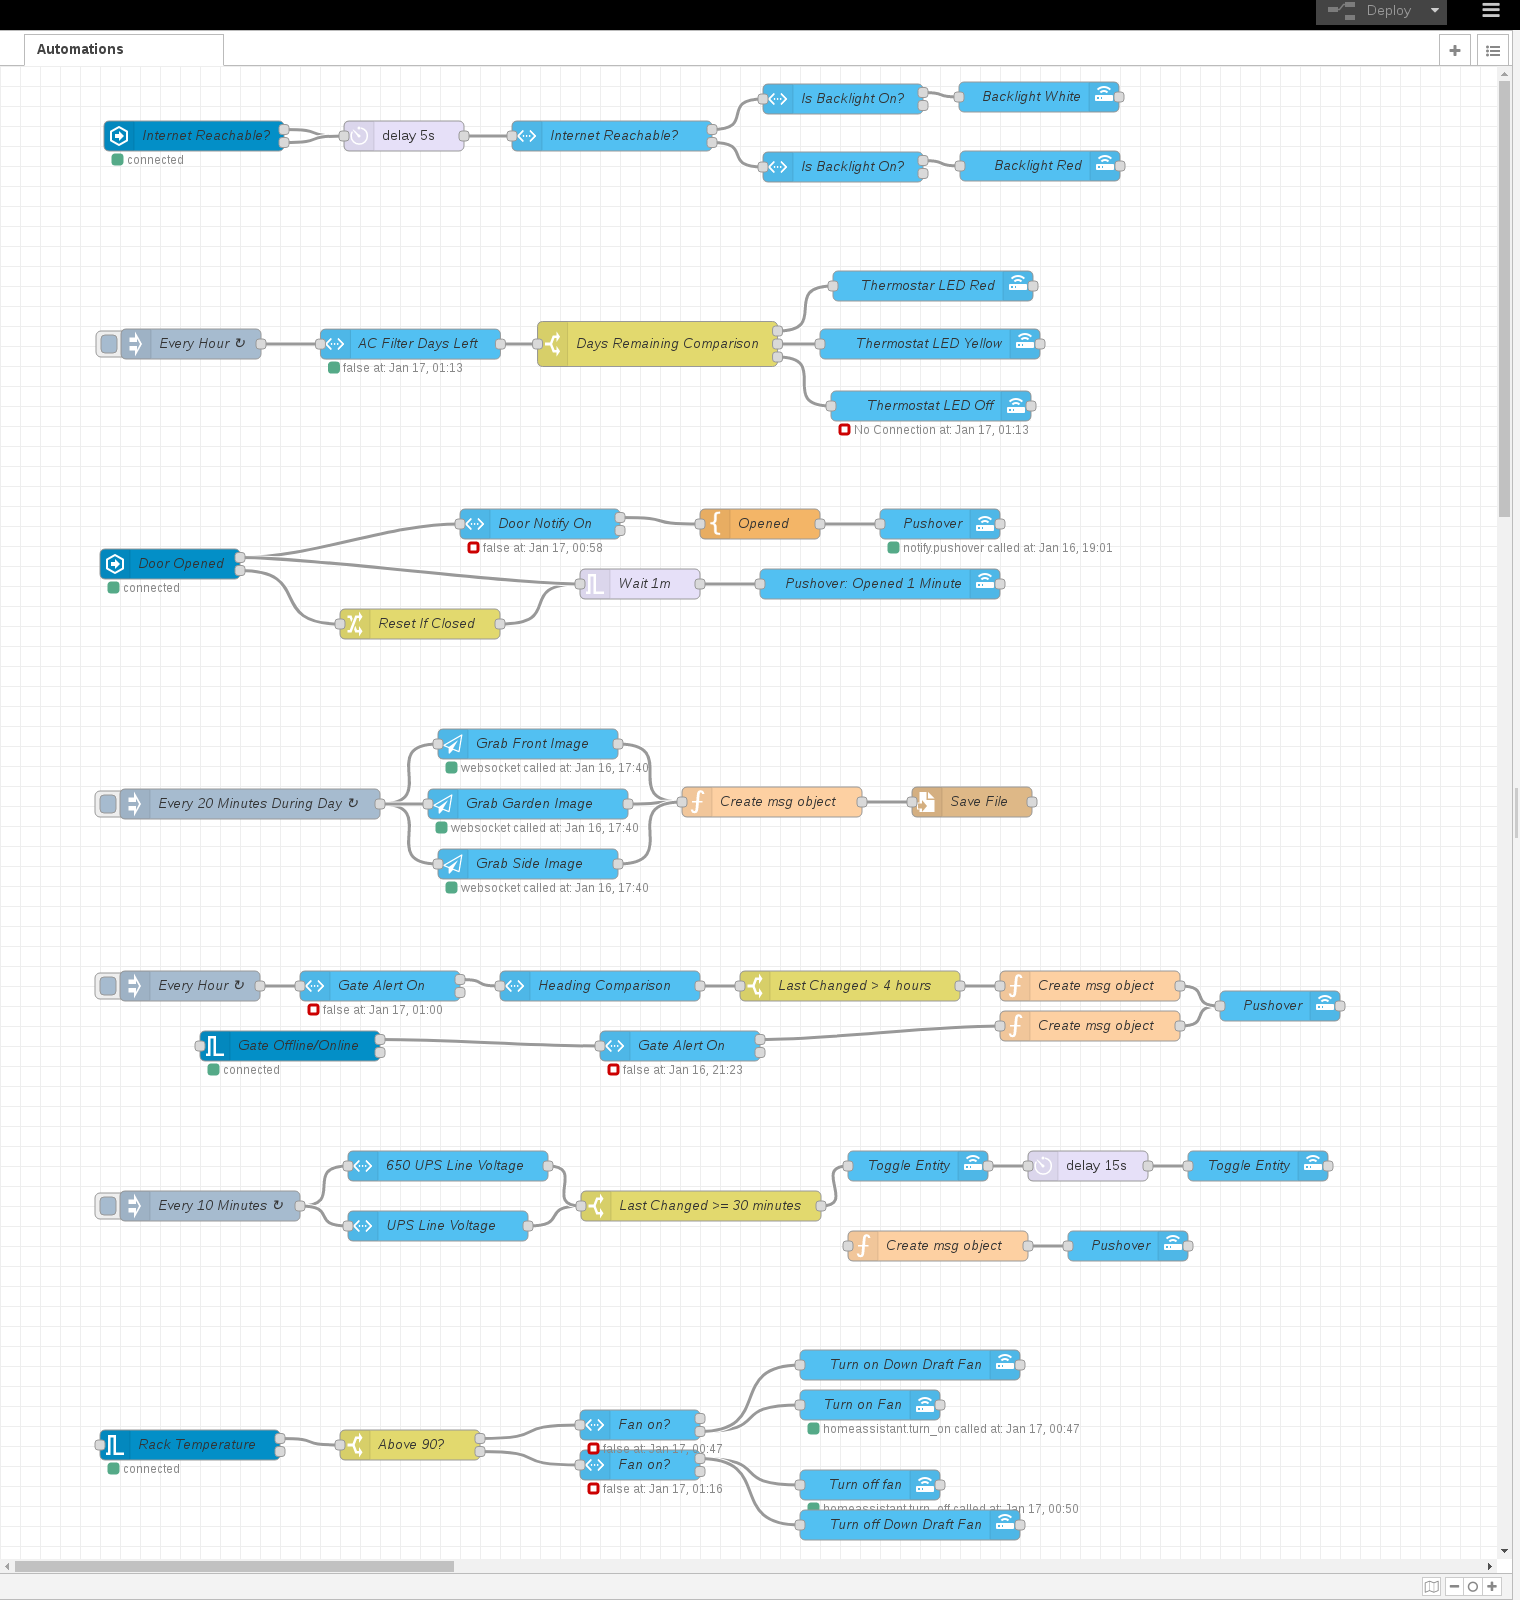 Deploy
Automations
Is Backlight On?
Backlight White
Internet Reachable?
delay 5s
Internet Reachable?
connected
Is Backlight On?
Backlight Red
Thermostar LED Red
Every Hour ↻
AC Filter Days Left
Days Remaining Comparison
Thermostat LED Yellow
false at: Jan 17, 01:13
Thermostat LED Off
No Connection at: Jan 17, 01:13
Door Notify On
Opened
Pushover
false at: Jan 17, 00:58
notify.pushover called at: Jan 16, 19:01
Door Opened
connected
Wait 1m
Pushover: Opened 1 Minute
Reset If Closed
Grab Front Image
websocket called at: Jan 16, 17:40
Every 20 Minutes During Day ↻
Grab Garden Image
Create msg object
Save File
websocket called at: Jan 16, 17:40
Grab Side Image
websocket called at: Jan 16, 17:40
Every Hour ↻
Gate Alert On
Heading Comparison
Last Changed > 4 hours
Create msg object
false at: Jan 17, 01:00
Pushover
Create msg object
Gate Offline/Online
Gate Alert On
connected
false at: Jan 16, 21:23
650 UPS Line Voltage
Toggle Entity
delay 15s
Toggle Entity
Every 10 Minutes ↻
Last Changed >= 30 minutes
UPS Line Voltage
Create msg object
Pushover
Turn on Down Draft Fan
Turn on Fan
homeassistant.turn_on called at: Jan 17, 00:47
Rack Temperature
Above 90?
Fan on?
false at: Jan 17, 00:47
connected
Fan on?
false at: Jan 17, 01:16
Turn off fan
homeassistant.turn_off called at: Jan 17, 00:50
Turn off Down Draft Fan